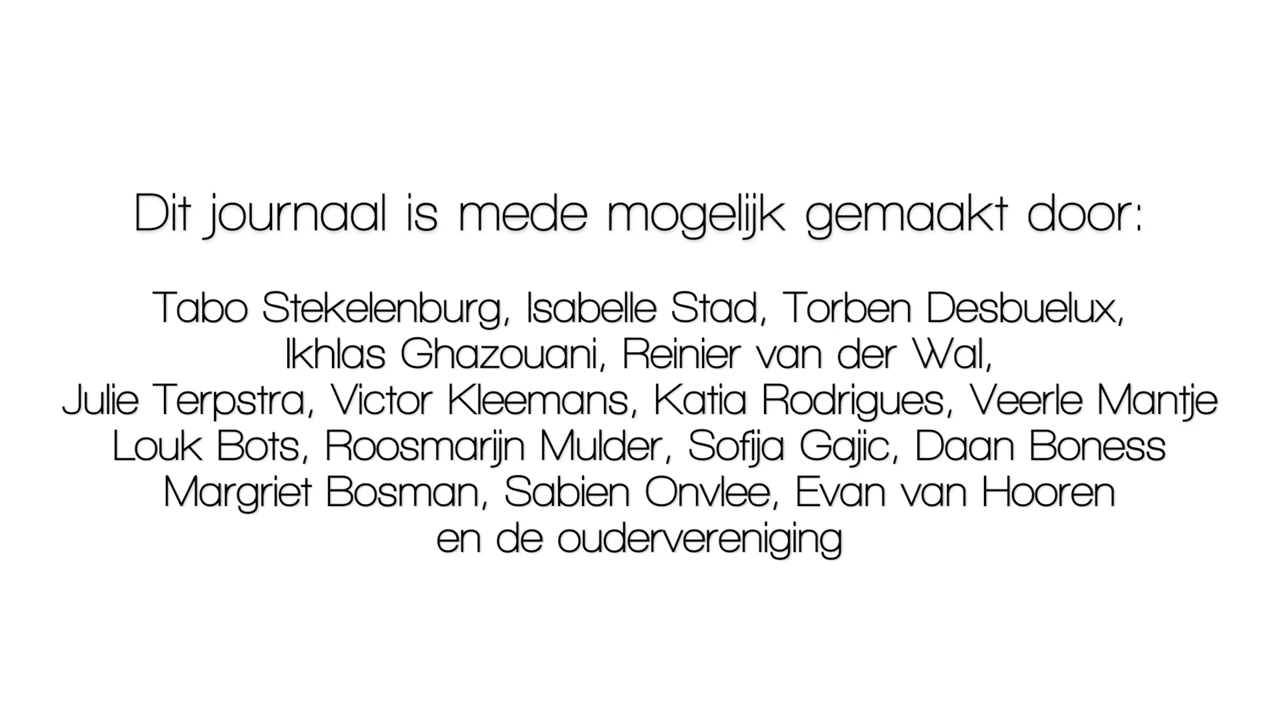 Dit journaal is mede mogelijk gemaakt door:
Tabo Stekelenburg, Isabelle Stad, Torben Desbuelux,
Ikhlas Ghazouani, Reinier van der Wal,
Julie Terpstra, Victor Kleemans, Katia Rodrigues, Veerle Mantje
Louk Bots, Roosmarijn Mulder, Sofija Gajic, Daan Boness
Margriet Bosman, Sabien Onvlee, Evan van Hooren
en de oudervereniging